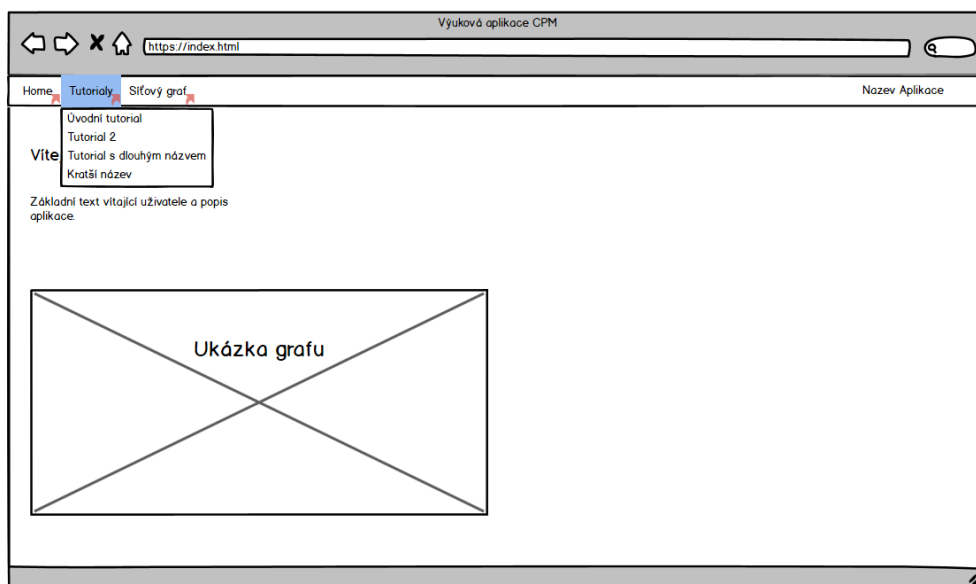 Výuková aplikace CPM
https://index.html
Home Tutorialy Síťový graf Nazev Aplikace
Úvodní tutorial
Tutorial 2
Tutorial s dlouhým názvem
Kratší název
Základní text vítající uživatele a popis
aplikace.
Ukázka grafu